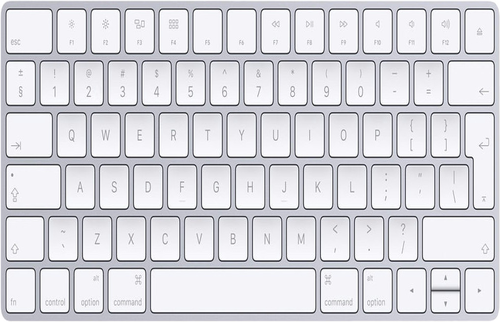 esc F1 F2 F3 F4 F5 F6 F7 F8 F9 F10 F11 F12
± ! @ # $ % ^ & * ( ) – +
§ 1 2 3 4 5 6 7 8 9 0 - =
Q W E R T Y U I O P { }
[ ]
A S D F G H J K L : " |
; ' \
~ Z X C V B N M < > ?
` , . /
alt ⌘ ⌘ alt
fn control option command command option